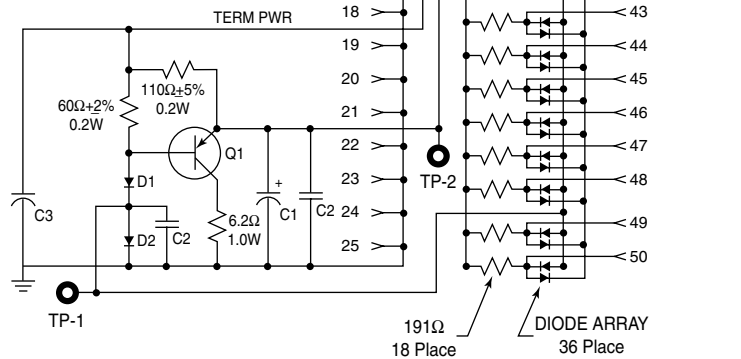 TERM PWR
18
19
20
21
22
23
24
25
43
44
45
46
47
48
49
50
110Ω±5%
0.2W
60Ω±2%
0.2W
Q1
D1
D2
C2
C3
6.2Ω
1.0W
C1
+
C2
TP-1
TP-2
191Ω
18 Place
DIODE ARRAY
36 Place